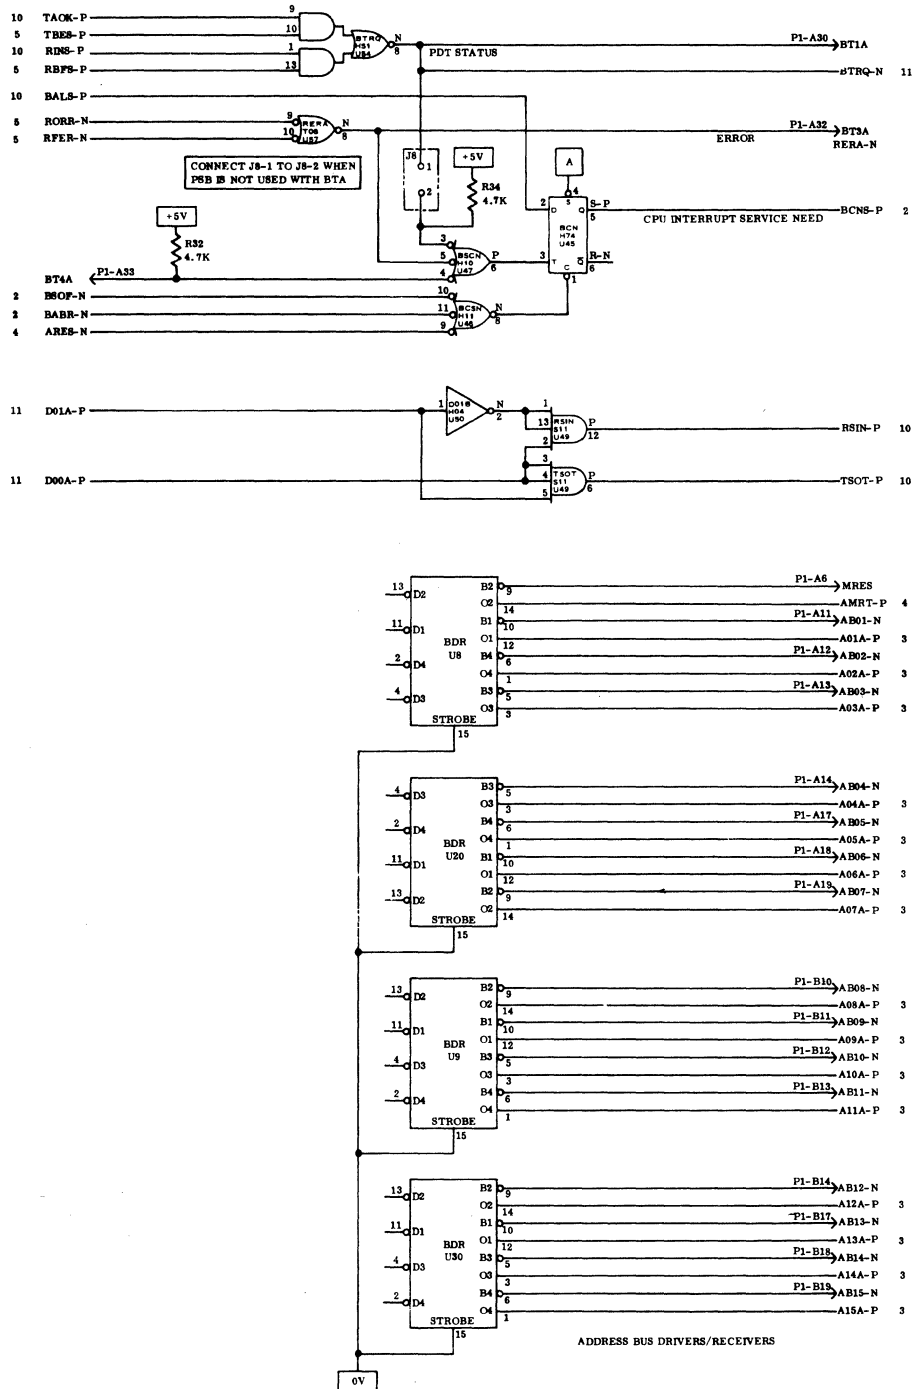 10 TAOK-P 9
5 TBES-P 10
10 RINS-P 1
5 RBFS-P 13
BTRQ
H51
U54
N
8
PDT STATUS
P1-A30
BT1A
BTRQ-N 11
10 BALS-P
5 RORR-N 9
5 RFER-N 10
RERA
T08
U57
N
8
P1-A32
ERROR
BT3A
RERA-N
CONNECT J8-1 TO J8-2 WHEN
PSB IS NOT USED WITH BTA
J8
1
2
+5V
R34
4.7K
A
4
S
2 D Q S-P
5
BCN
H74
U45
3 T Q R-N
6
C
1
CPU INTERRUPT SERVICE NEED
BCNS-P 2
+5V
R32
4.7K
BT4A P1-A33
3
5
4
BSCN
H10
U47
P
6
2 BSOF-N 10
2 BABR-N 11
4 ARES-N 9
BCSN
H11
U46
N
8
11 D01A-P 1
D01B
H04
U50
N
2
1
13
2
RSIN
S11
U49
P
12
RSIN-P 10
11 D00A-P
3
4
5
TSOT
S11
U49
P
6
TSOT-P 10
13 D2
11 D1
2 D4
4 D3
BDR
U8
STROBE
15
B2 9 P1-A6 MRES
O2 14 AMRT-P 4
B1 10 P1-A11 AB01-N
O1 12 A01A-P 3
B4 6 P1-A12 AB02-N
O4 1 A02A-P 3
B3 5 P1-A13 AB03-N
O3 3 A03A-P 3
4 D3
2 D4
11 D1
13 D2
BDR
U20
STROBE
15
B3 5 P1-A14 AB04-N
O3 3 A04A-P 3
B4 6 P1-A17 AB05-N
O4 1 A05A-P 3
B1 10 P1-A18 AB06-N
O1 12 A06A-P 3
B2 9 P1-A19 AB07-N
O2 14 A07A-P 3
13 D2
11 D1
4 D3
2 D4
BDR
U9
STROBE
15
B2 9 P1-B10 AB08-N
O2 14 A08A-P 3
B1 10 P1-B11 AB09-N
O1 12 A09A-P 3
B3 5 P1-B12 AB10-N
O3 3 A10A-P 3
B4 6 P1-B13 AB11-N
O4 1 A11A-P 3
13 D2
11 D1
4 D3
2 D4
BDR
U30
STROBE
15
B2 9 P1-B14 AB12-N
O2 14 A12A-P 3
B1 10 P1-B17 AB13-N
O1 12 A13A-P 3
B3 5 P1-B18 AB14-N
O3 3 A14A-P 3
B4 6 P1-B19 AB15-N
O4 1 A15A-P 3
ADDRESS BUS DRIVERS/RECEIVERS
0V